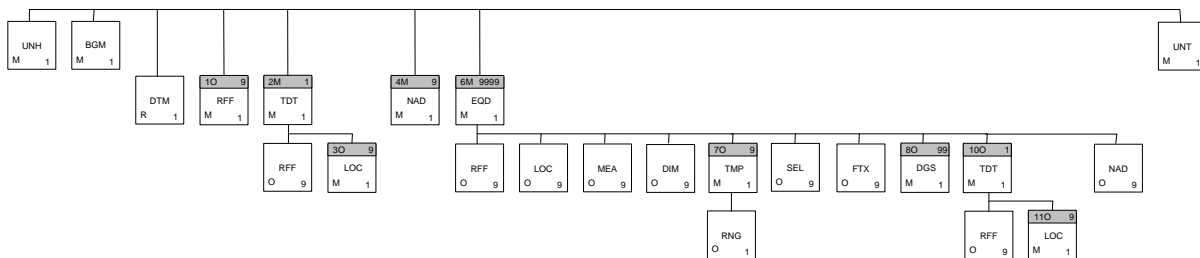 UNH
M 1
BGM
M 1
UNT
M 1
DTM
R 1
1O 9
RFF
M 1
2M 1
TDT
M 1
4M 9
NAD
M 1
6M 9999
EQD
M 1
RFF
O 9
3O 9
LOC
M 1
RFF
O 9
LOC
O 9
MEA
O 9
DIM
O 9
7O 9
TMP
M 1
SEL
O 9
FTX
O 9
8O 99
DGS
M 1
10O 1
TDT
M 1
NAD
O 9
RNG
O 1
RFF
O 9
11O 9
LOC
M 1